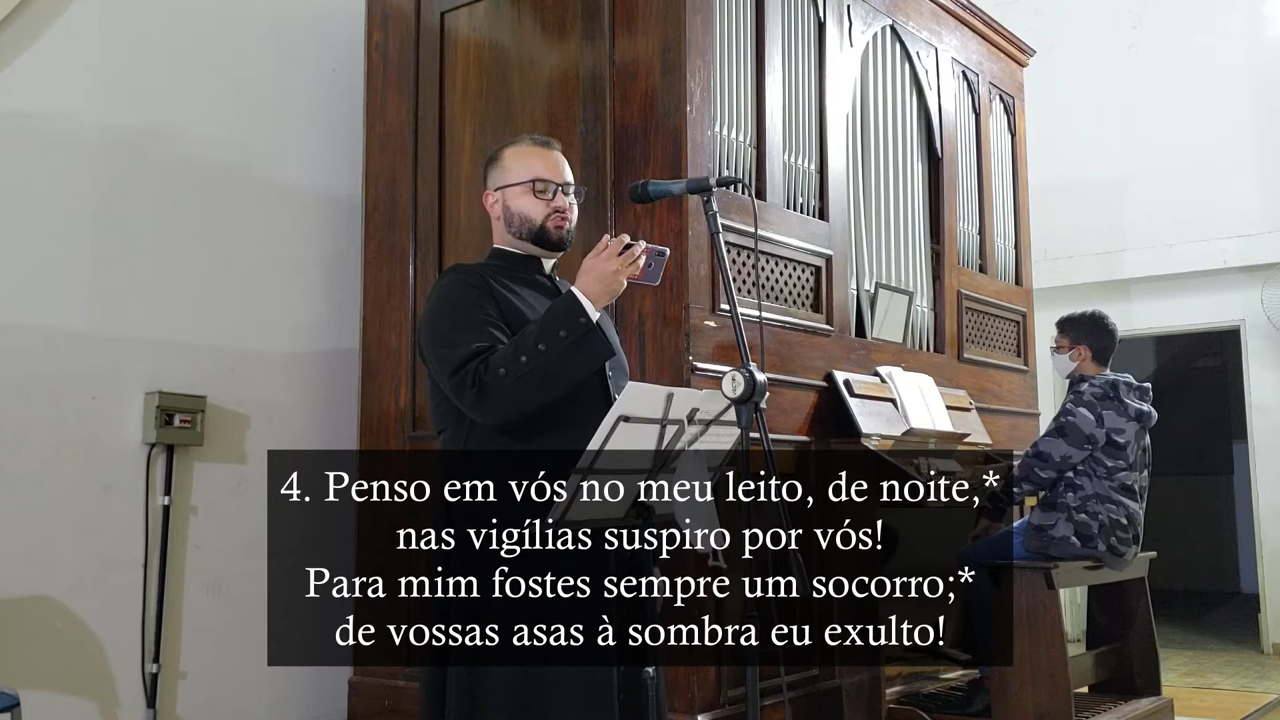 4. Penso em vós no meu leito, de noite,*
nas vigílias suspiro por vós!
Para mim fostes sempre um socorro;*
de vossas asas à sombra eu exulto!